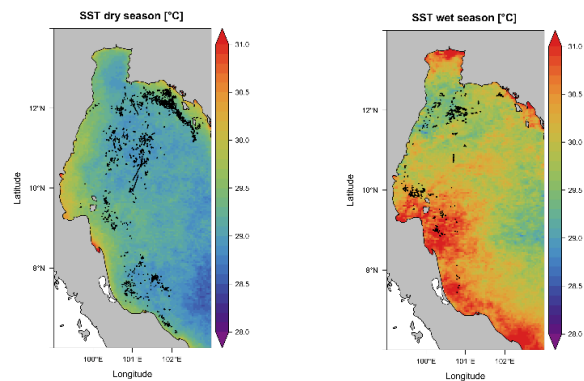 SST dry season [°C]
31.0
30.5
30.0
29.5
29.0
28.5
28.0
12°N
10°N
8°N
Latitude
100°E
101 E
102°E
Longitude
SST wet season [°C]
31.0
30.5
30.0
29.5
29.0
28.5
28.0
12°N
10°N
8°N
Latitude
100°E
101 E
102°E
Longitude